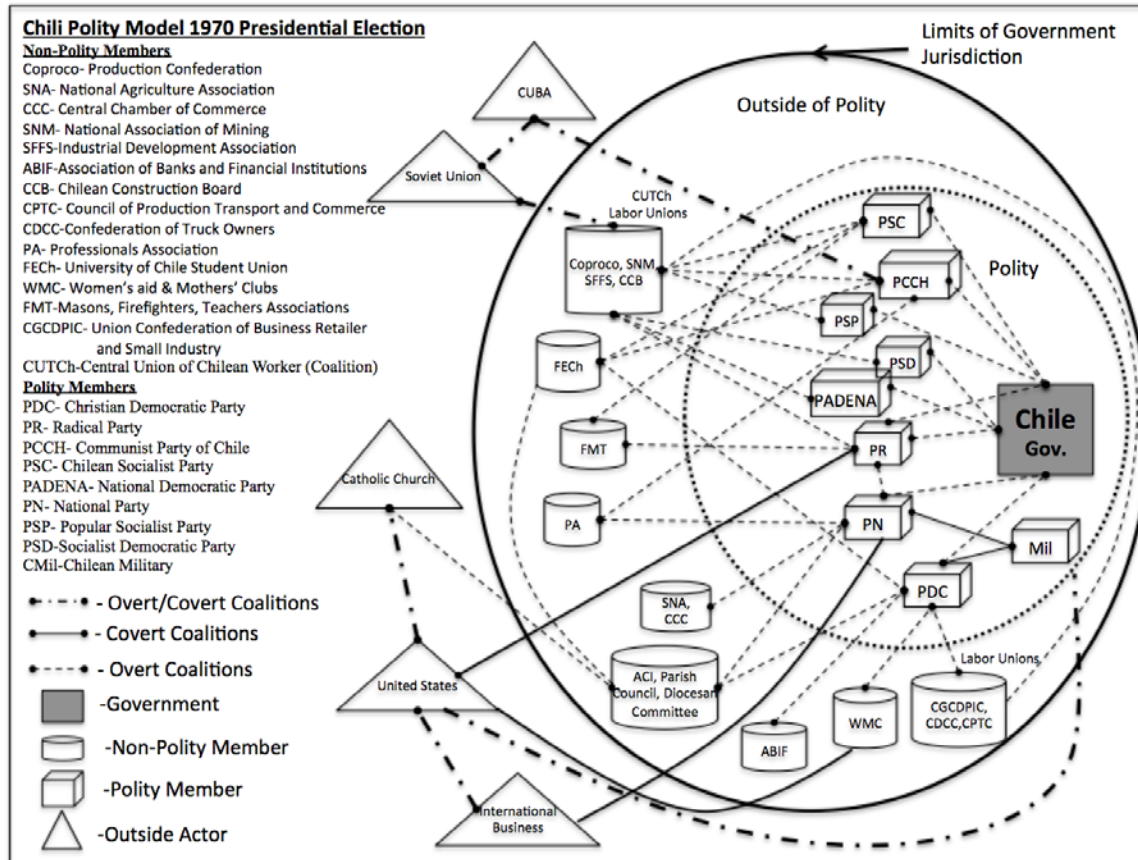 Chili Polity Model 1970 Presidential Election
Non-Polity Members
Coproco- Production Confederation
SNA- National Agriculture Association
CCC- Central Chamber of Commerce
SNM- National Association of Mining
SFFS-Industrial Development Association
ABIF-Association of Banks and Financial Institutions
CCB- Chilean Construction Board
CPTC- Council of Production Transport and Commerce
CDCC-Confederation of Truck Owners
PA- Professionals Association
FECh- University of Chile Student Union
WMC- Women's aid & Mothers' Clubs
FMT-Masons, Firefighters, Teachers Associations
CGCDPIC- Union Confederation of Business Retailer
and Small Industry
CUTCh-Central Union of Chilean Worker (Coalition)
Polity Members
PDC- Christian Democratic Party
PR- Radical Party
PCCH- Communist Party of Chile
PSC- Chilean Socialist Party
PADENA- National Democratic Party
PN- National Party
PSP- Popular Socialist Party
PSD-Socialist Democratic Party
CMil-Chilean Military
- Overt/Covert Coalitions
- Covert Coalitions
- Overt Coalitions
-Government
-Non-Polity Member
-Polity Member
-Outside Actor
Limits of Government
Jurisdiction
Outside of Polity
Polity
CUBA
Soviet Union
CUTCh
Labor Unions
Coproco, SNM,
SFFS, CCB
FECh
FMT
PA
SNA,
CCC
ACI, Parish
Council, Diocesan
Committee
ABIF
WMC
Labor Unions
CGCDPIC,
CDCC,CPTC
PSC
PCCH
PSP
PSD
PADENA
PR
PN
PDC
Mil
Chile
Gov.
Catholic Church
United States
International
Business